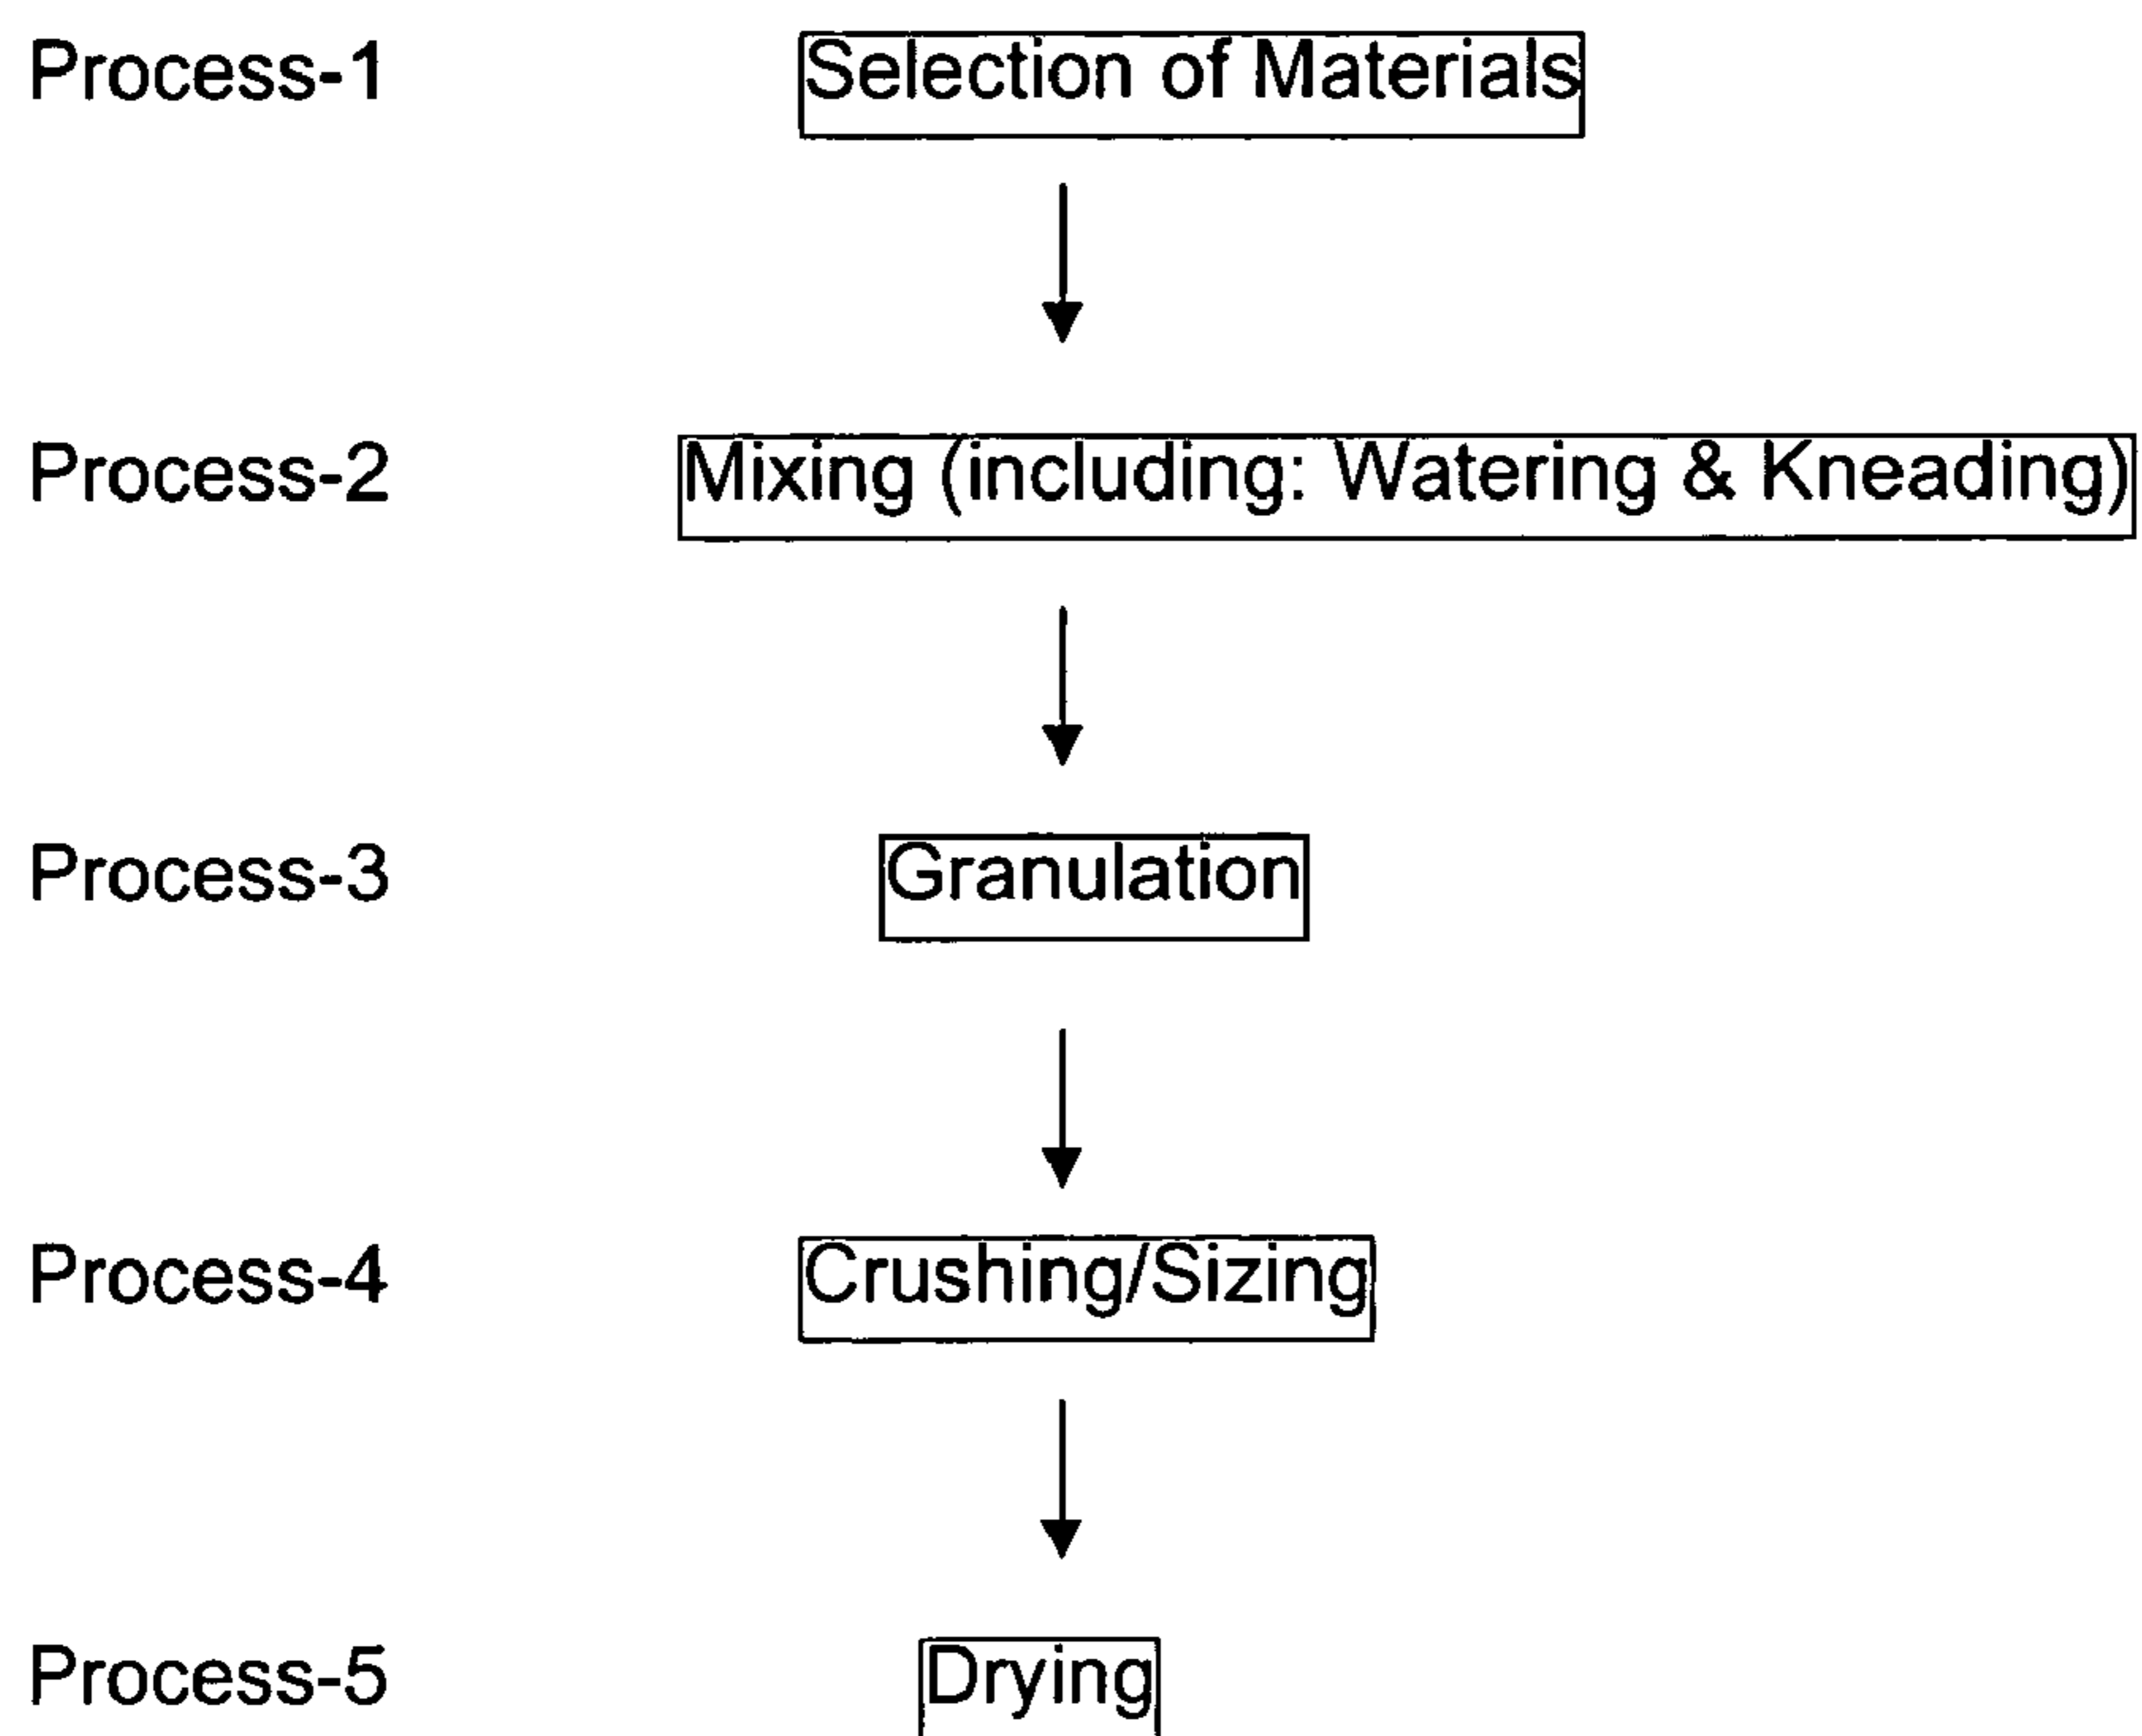 Process-1 Selection of Materials
Process-2 Mixing (including: Watering & Kneading)
Process-3 Granulation
Process-4 Crushing/Sizing
Process-5 Drying